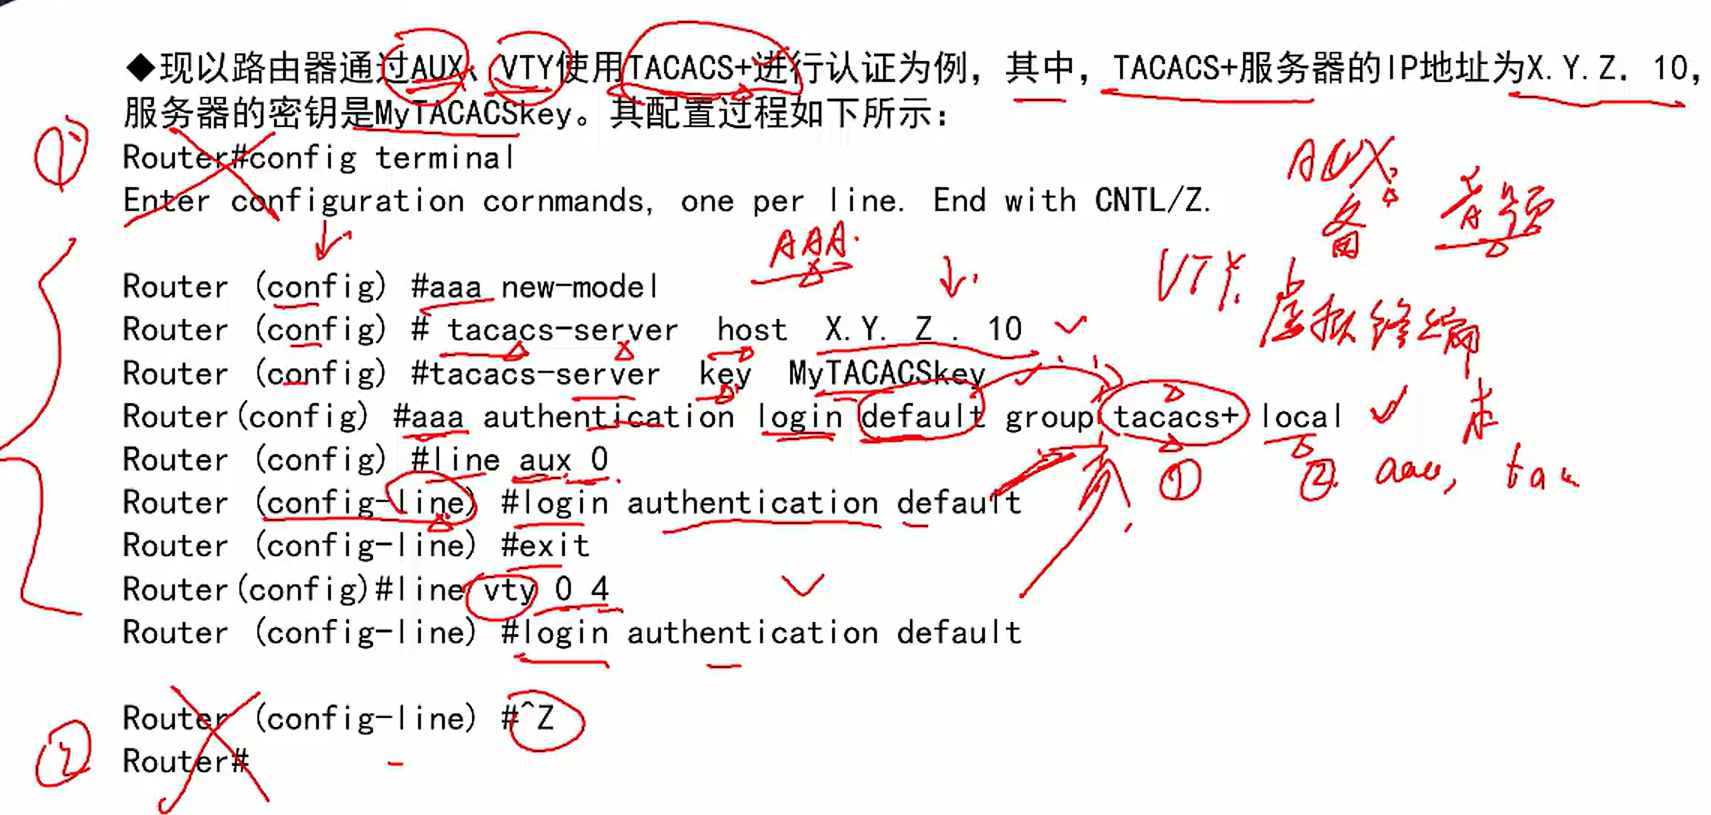 ◆现以路由器通过AUX、VTY使用TACACS+进行认证为例，其中，TACACS+服务器的IP地址为X.Y.Z. 10，
服务器的密钥是MyTACACSkey。其配置过程如下所示：
①
Router#config terminal
Enter configuration cornmands, one per line. End with CNTL/Z.
AUX:
备 音频
AAA.
VTY.
虚拟终端
Router (config) #aaa new-model
Router (config) # tacacs-server host X.Y. Z . 10
Router (config) #tacacs-server key MyTACACSkey
Router(config) #aaa authentication login default group tacacs+ local
① ② aaa, tac
Router (config) #line aux 0
Router (config-line) #login authentication default
Router (config-line) #exit
Router(config)#line vty 0 4
Router (config-line) #login authentication default
②
Router (config-line) #^Z
Router#